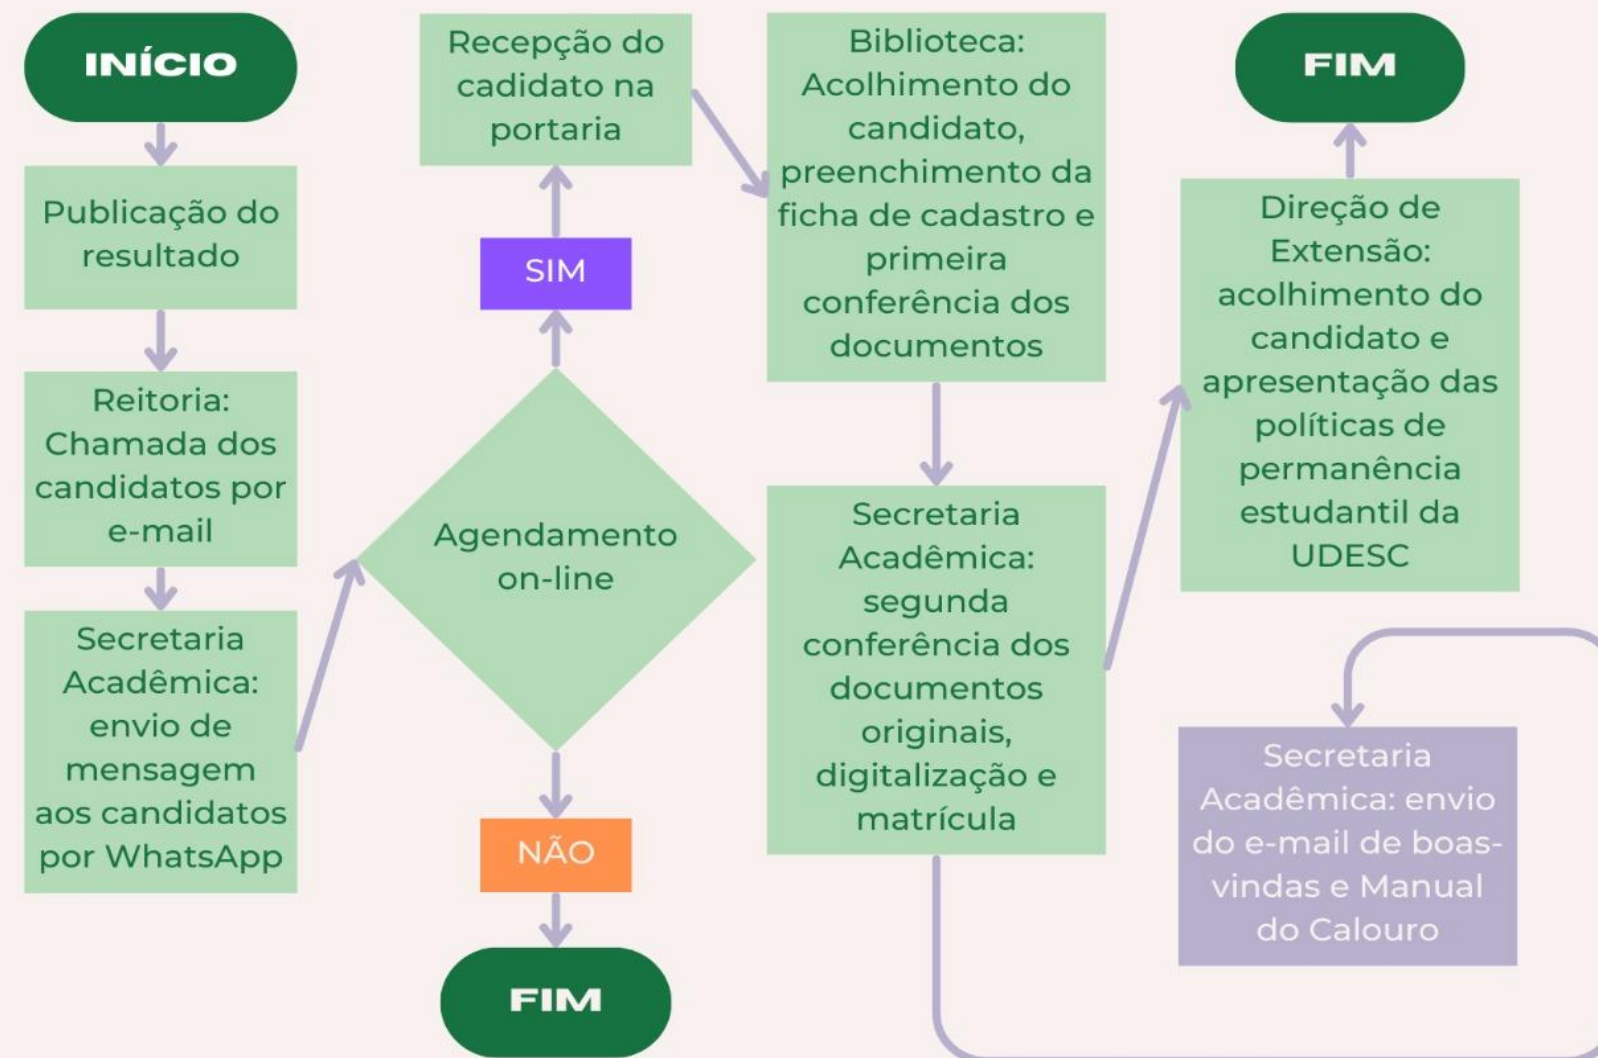 INÍCIO
Publicação do
resultado
Reitoria:
Chamada dos
candidatos por
e-mail
Secretaria
Acadêmica:
envio de
mensagem
aos candidatos
por WhatsApp
Agendamento
on-line
SIM
Recepção do
cadidato na
portaria
NÃO
FIM
Biblioteca:
Acolhimento do
candidato,
preenchimento da
ficha de cadastro e
primeira
conferência dos
documentos
Secretaria
Acadêmica:
segunda
conferência dos
documentos
originais,
digitalização e
matrícula
Direção de
Extensão:
acolhimento do
candidato e
apresentação das
políticas de
permanência
estudantil da
UDESC
FIM
Secretaria
Acadêmica: envio
do e-mail de boas-
vindas e Manual
do Calouro